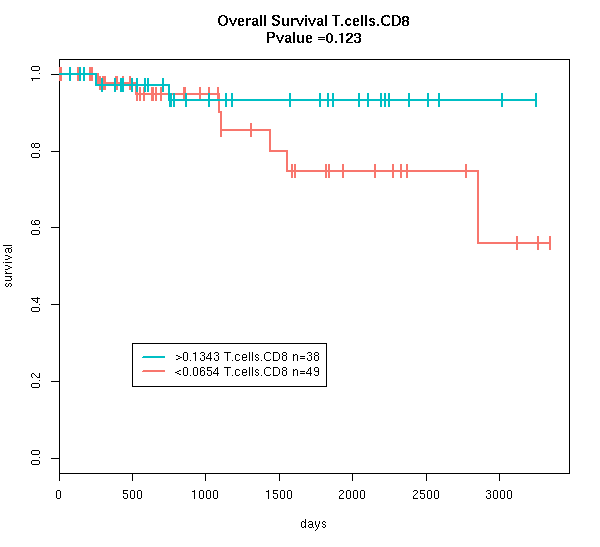 Overall Survival T.cells.CD8
Pvalue =0.123
survival
1.0
0.8
0.6
0.4
0.2
0.0
>0.1343 T.cells.CD8 n=38
<0.0654 T.cells.CD8 n=49
0 500 1000 1500 2000 2500 3000
days